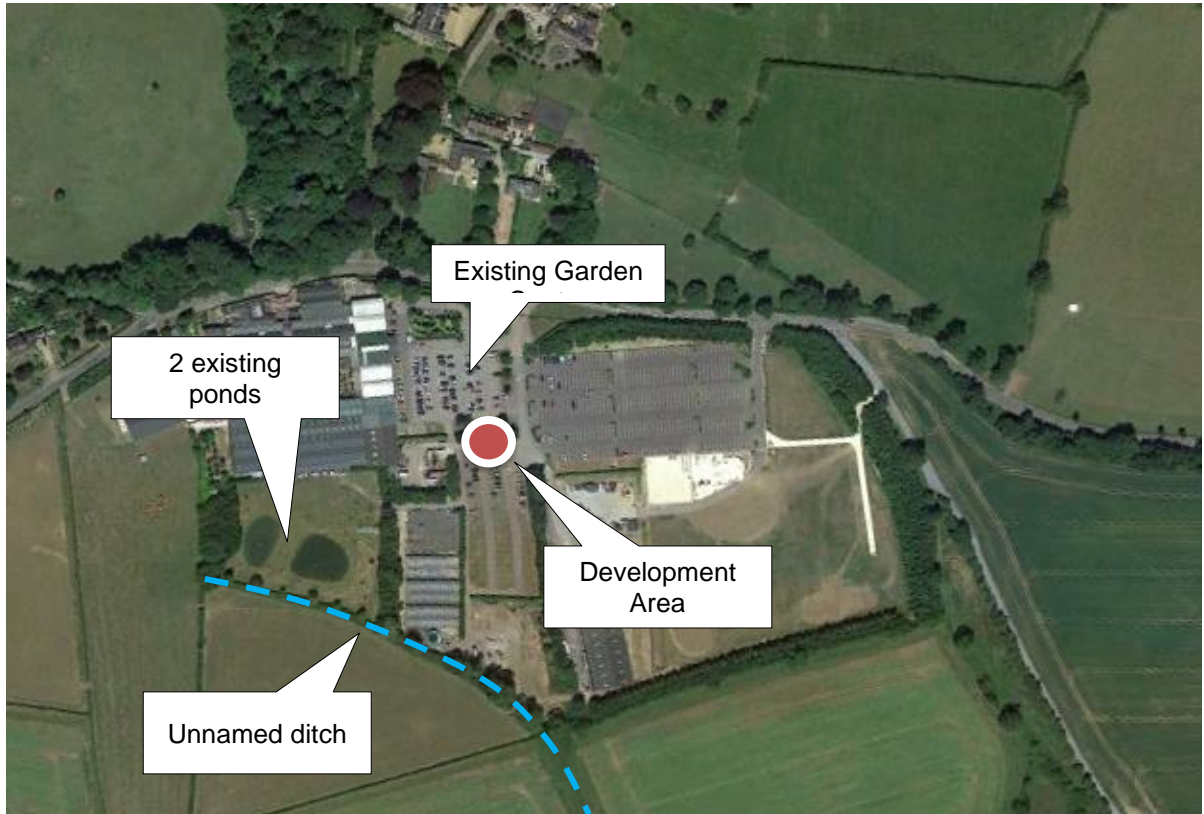 Existing Garden
2 existing
ponds
Development
Area
Unnamed ditch